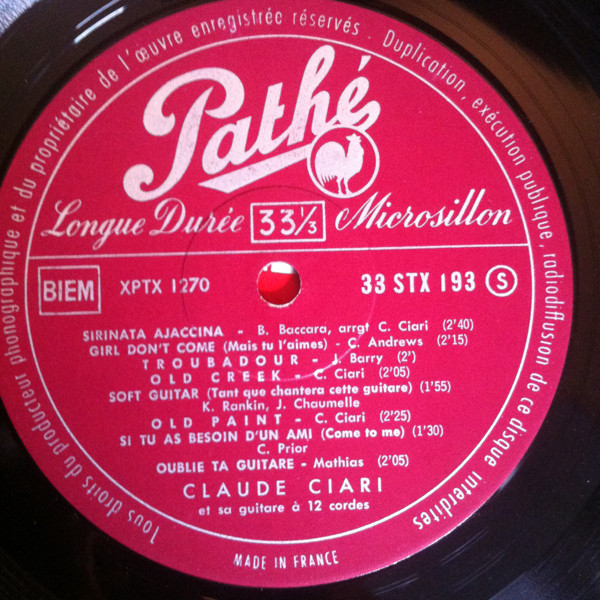 Tous droits du producteur phonographique et du propriétaire de l'œuvre enregistrée réservés - Duplication, exécution publique, radiodiffusion de ce disque interdites
Pathé
Longue Durée 33 1/3 Microsillon
BIEM XPTX 1270 33 STX 193 S
SIRINATA AJACCINA - B. Baccara, arrgt C. Ciari (2'40)
GIRL DON'T COME (Mais tu l'aimes) - C. Andrews (2'15)
TROUBADOUR - J. Barry (2')
OLD CREEK - C. Ciari (2'05)
SOFT GUITAR (Tant que chantera cette guitare) (1'55)
K. Rankin, J. Chaumelle
OLD PAINT - C. Ciari (2'25)
SI TU AS BESOIN D'UN AMI (Come to me) (1'30)
C. Prior
OUBLIE TA GUITARE - Mathias (2'05)
CLAUDE CIARI
et sa guitare à 12 cordes
MADE IN FRANCE